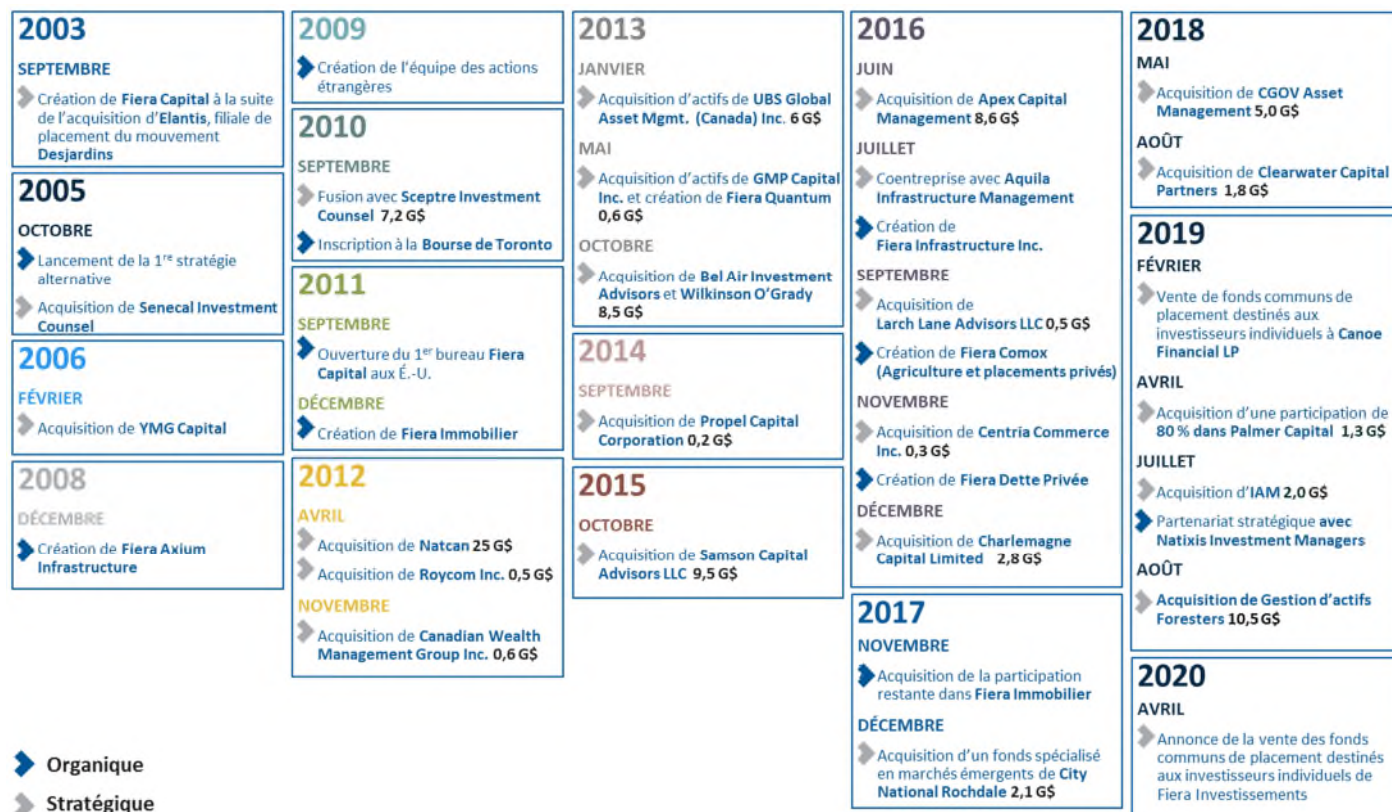 2003
SEPTEMBRE
Création de Fiera Capital à la suite
de l'acquisition d'Elantis, filiale de
placement du mouvement
Desjardins
2005
OCTOBRE
Lancement de la 1re stratégie
alternative
Acquisition de Senecal Investment
Counsel
2006
FÉVRIER
Acquisition de YMG Capital
2008
DÉCEMBRE
Création de Fiera Axium
Infrastructure
2009
Création de l'équipe des actions
étrangères
2010
SEPTEMBRE
Fusion avec Sceptre Investment
Counsel 7,2 G$
Inscription à la Bourse de Toronto
2011
SEPTEMBRE
Ouverture du 1er bureau Fiera
Capital aux É.-U.
DÉCEMBRE
Création de Fiera Immobilier
2012
AVRIL
Acquisition de Natcan 25 G$
Acquisition de Roycom Inc. 0,5 G$
NOVEMBRE
Acquisition de Canadian Wealth
Management Group Inc. 0,6 G$
2013
JANVIER
Acquisition d'actifs de UBS Global
Asset Mgmt. (Canada) Inc. 6 G$
MAI
Acquisition d'actifs de GMP Capital
Inc. et création de Fiera Quantum
0,6 G$
OCTOBRE
Acquisition de Bel Air Investment
Advisors et Wilkinson O'Grady
8,5 G$
2014
SEPTEMBRE
Acquisition de Propel Capital
Corporation 0,2 G$
2015
OCTOBRE
Acquisition de Samson Capital
Advisors LLC 9,5 G$
2016
JUIN
Acquisition de Apex Capital
Management 8,6 G$
JUILLET
Coentreprise avec Aquila
Infrastructure Management
Création de
Fiera Infrastructure Inc.
SEPTEMBRE
Acquisition de
Larch Lane Advisors LLC 0,5 G$
Création de Fiera Comox
(Agriculture et placements privés)
NOVEMBRE
Acquisition de Centria Commerce
Inc. 0,3 G$
Création de Fiera Dette Privée
DÉCEMBRE
Acquisition de Charlemagne
Capital Limited 2,8 G$
2017
NOVEMBRE
Acquisition de la participation
restante dans Fiera Immobilier
DÉCEMBRE
Acquisition d'un fonds spécialisé
en marchés émergents de City
National Rochdale 2,1 G$
2018
MAI
Acquisition de CGOV Asset
Management 5,0 G$
AOÛT
Acquisition de Clearwater Capital
Partners 1,8 G$
2019
FÉVRIER
Vente de fonds communs de
placement destinés aux
investisseurs individuels à Canoe
Financial LP
AVRIL
Acquisition d'une participation de
80 % dans Palmer Capital 1,3 G$
JUILLET
Acquisition d'IAM 2,0 G$
Partenariat stratégique avec
Natixis Investment Managers
AOÛT
Acquisition de Gestion d'actifs
Foresters 10,5 G$
2020
AVRIL
Annonce de la vente des fonds
communs de placement destinés
aux investisseurs individuels de
Fiera Investissements
Organique
Stratégique